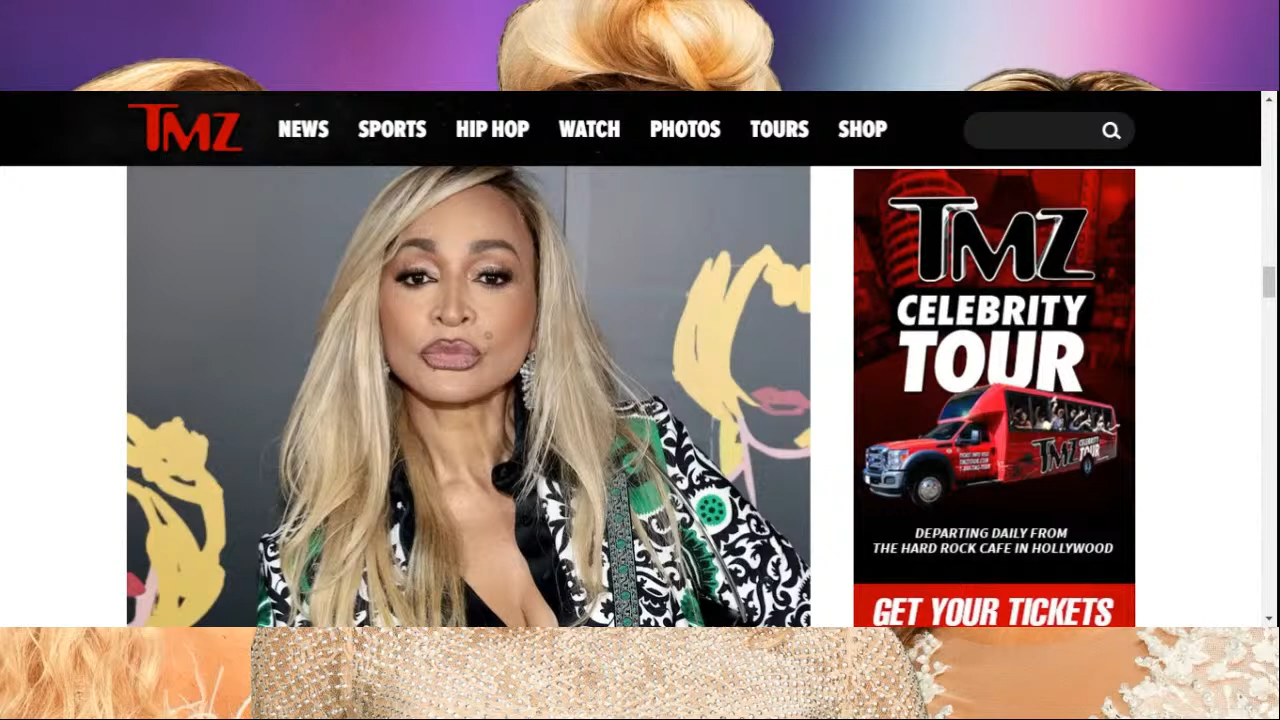 TMZ
NEWS SPORTS HIP HOP WATCH PHOTOS TOURS SHOP
TMZ
CELEBRITY
TOUR
TMZ CELEBRITY TOUR
DEPARTING DAILY FROM
THE HARD ROCK CAFE IN HOLLYWOOD
GET YOUR TICKETS